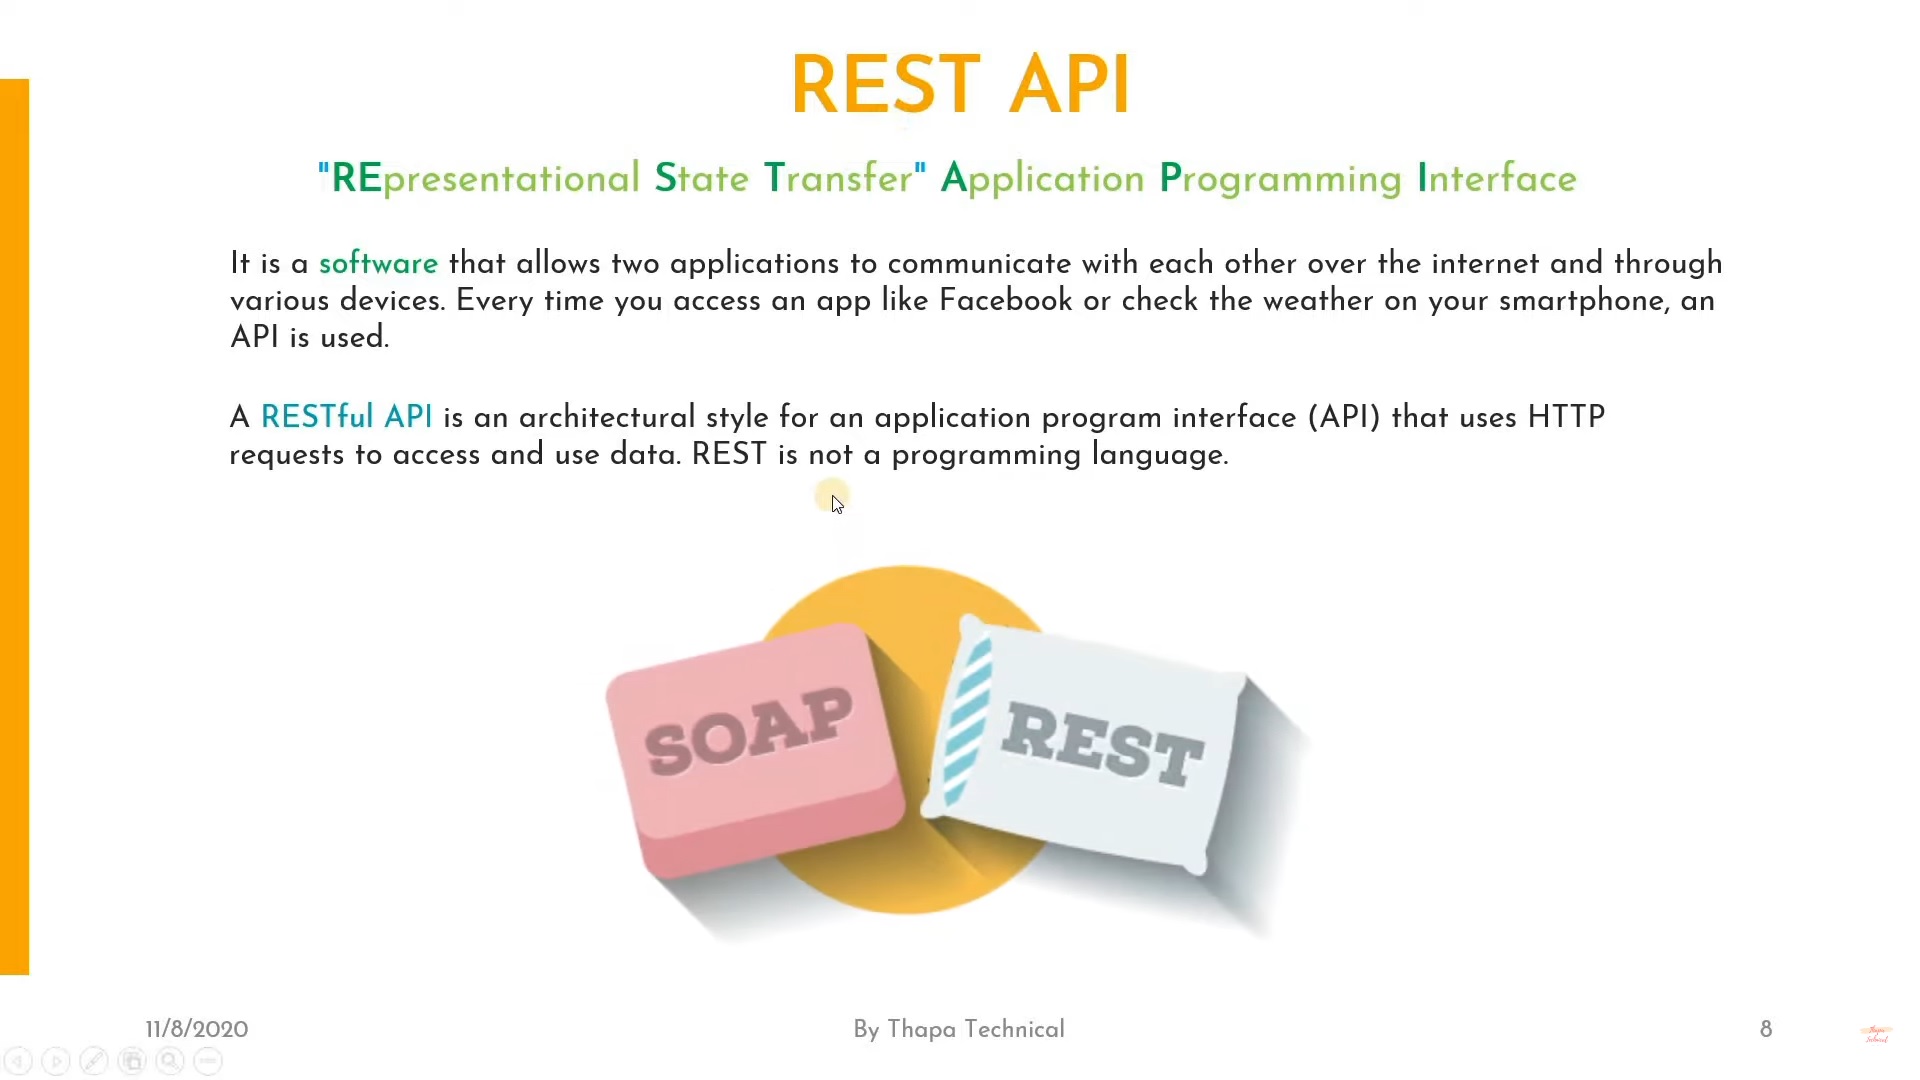 REST API
"REpresentational State Transfer" Application Programming Interface
It is a software that allows two applications to communicate with each other over the internet and through
various devices. Every time you access an app like Facebook or check the weather on your smartphone, an
API is used.
A RESTful API is an architectural style for an application program interface (API) that uses HTTP
requests to access and use data. REST is not a programming language.
SOAP
REST
11/8/2020
By Thapa Technical
8
Thapa
Technical